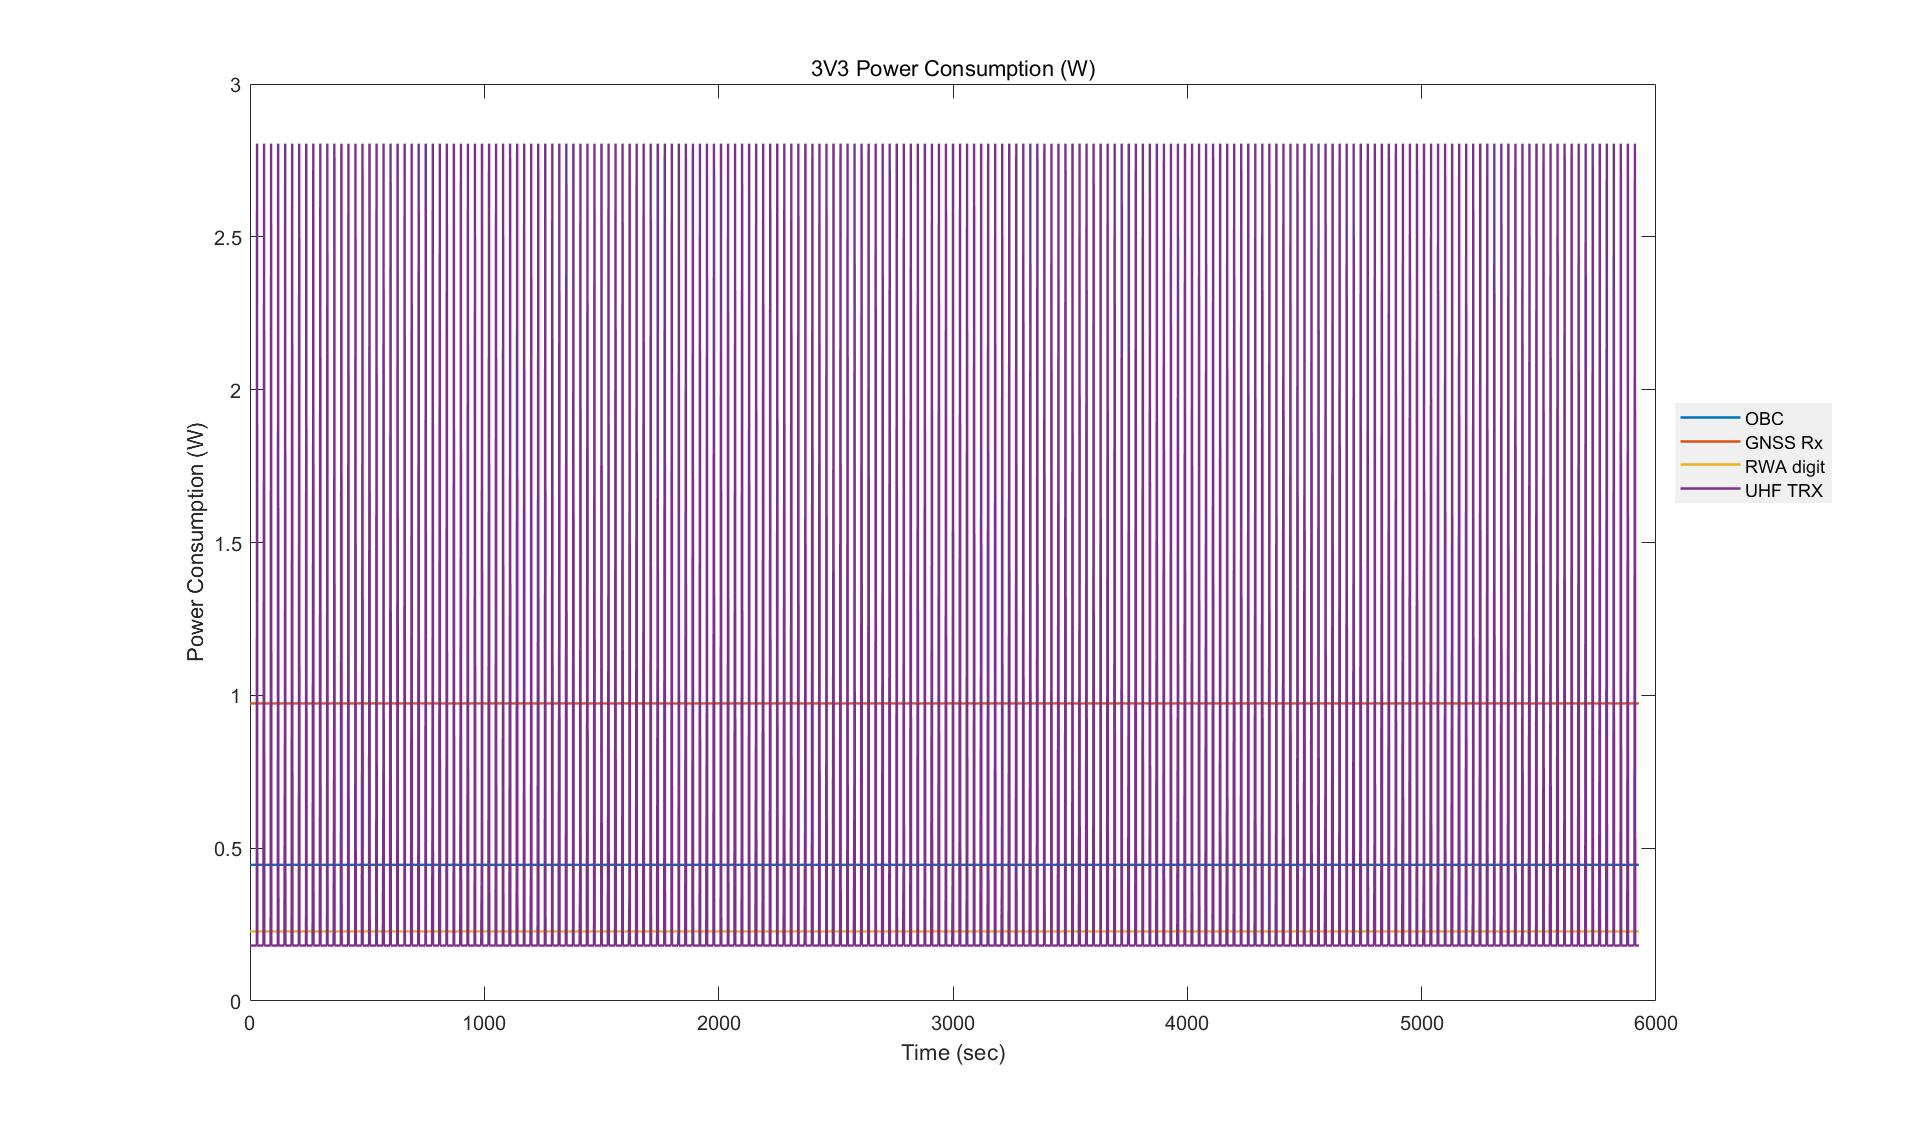 3V3 Power Consumption (W)
3
2.5
2
1.5
1
0.5
0
Power Consumption (W)
0 1000 2000 3000 4000 5000 6000
Time (sec)
OBC
GNSS Rx
RWA digit
UHF TRX